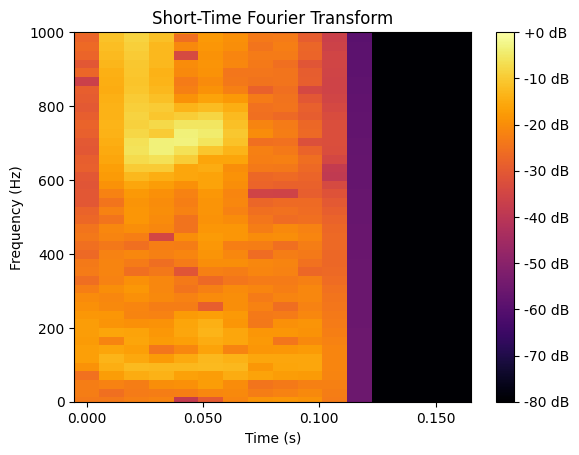 Short-Time Fourier Transform
1000
800
600
400
200
0
Frequency (Hz)
0.000
0.050
0.100
0.150
Time (s)
+0 dB
-10 dB
-20 dB
-30 dB
-40 dB
-50 dB
-60 dB
-70 dB
-80 dB